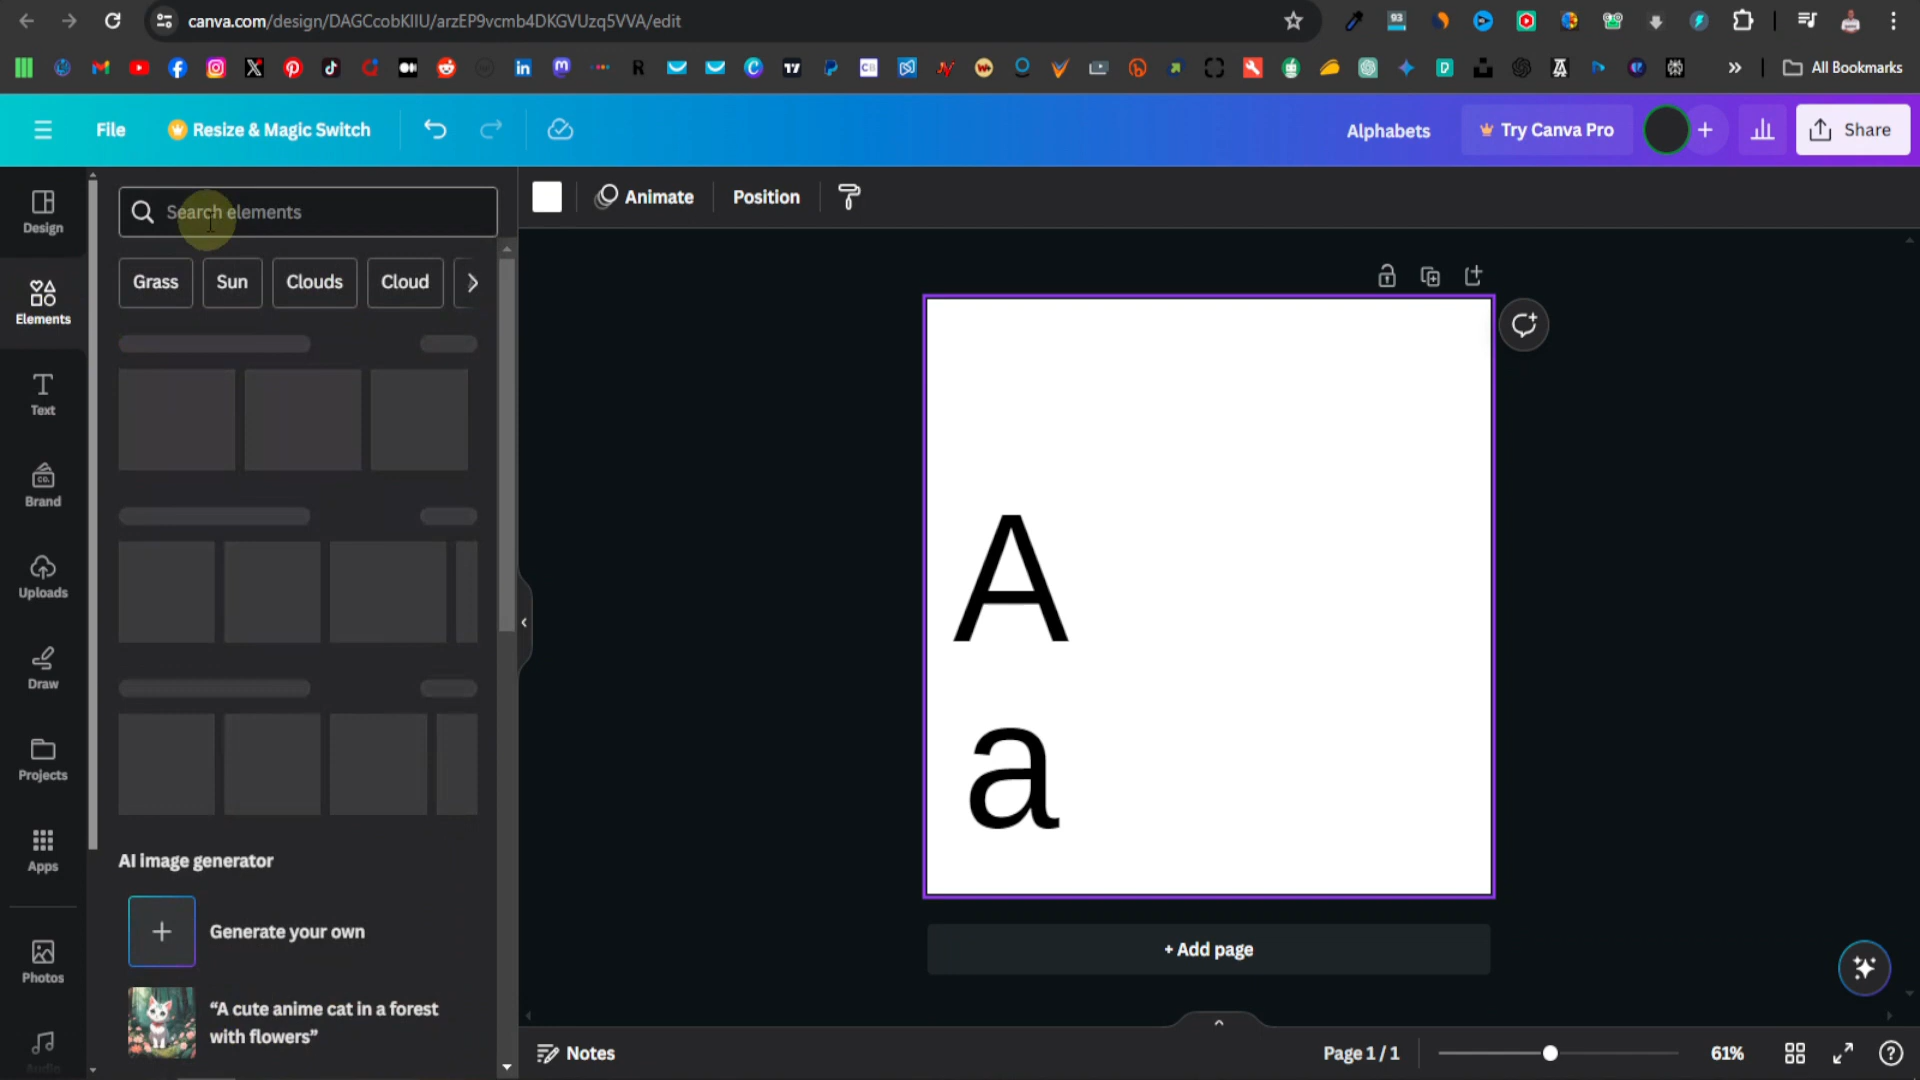 canva.com/design/DAGCcobKIIU/arzEP9vcmb4DKGVUzq5VVA/edit
93
All Bookmarks
File
Resize & Magic Switch
Alphabets
Try Canva Pro
Share
Design
Search elements
Animate
Position
Grass
Sun
Clouds
Cloud
Elements
Text
Brand
Uploads
Draw
Projects
Apps
Photos
Audio
A
a
AI image generator
Generate your own
“A cute anime cat in a forest
with flowers”
+ Add page
Notes
Page 1 / 1
61%